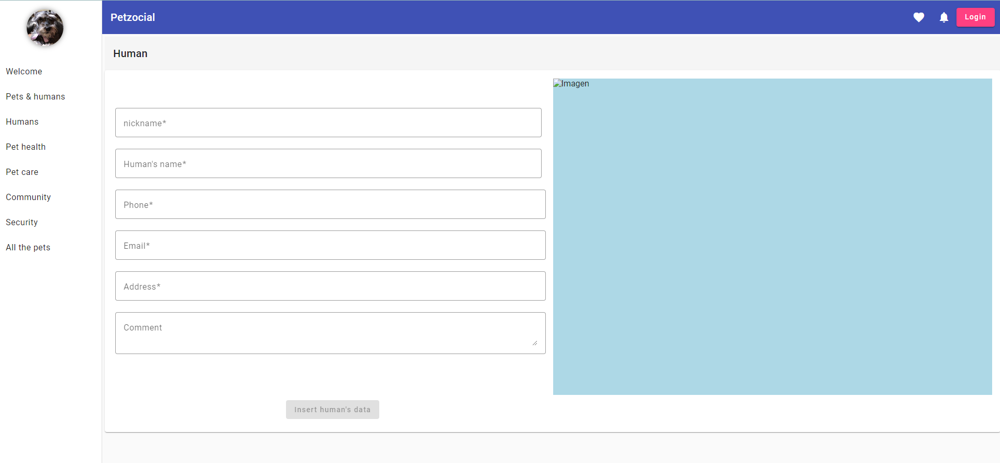 Petzocial
Login
Welcome
Pets & humans
Humans
Pet health
Pet care
Community
Security
All the pets
Human
nickname*
Human's name*
Phone*
Email*
Address*
Comment
Imagen
Insert human's data